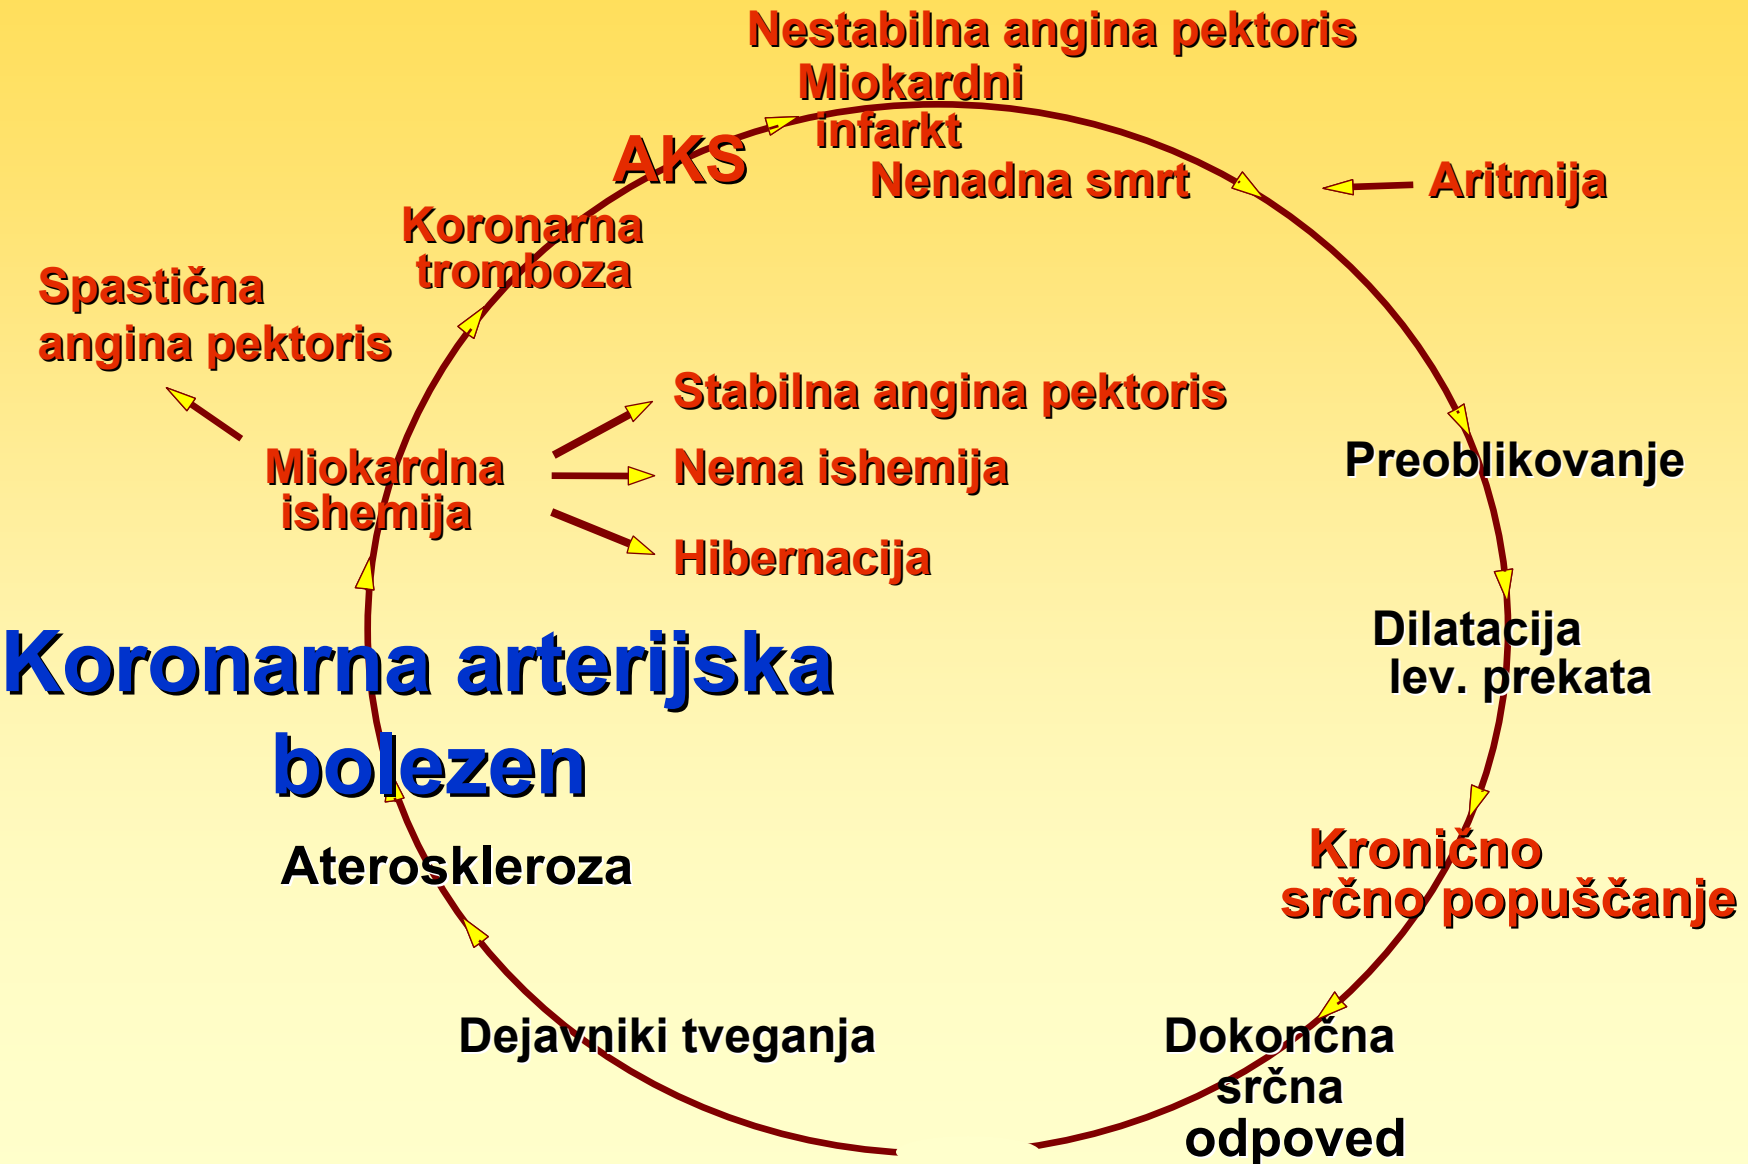 Nestabilna angina pektoris
Miokardni
infarkt
AKS
Nenadna smrt
Aritmija
Koronarna
tromboza
Spastična
angina pektoris
Stabilna angina pektoris
Miokardna
ishemija
Nema ishemija
Hibernacija
Preoblikovanje
Dilatacija
lev. prekata
Koronarna arterijska
bolezen
Kronično
srčno popuščanje
Ateroskleroza
Dejavniki tveganja
Dokončna
srčna
odpoved